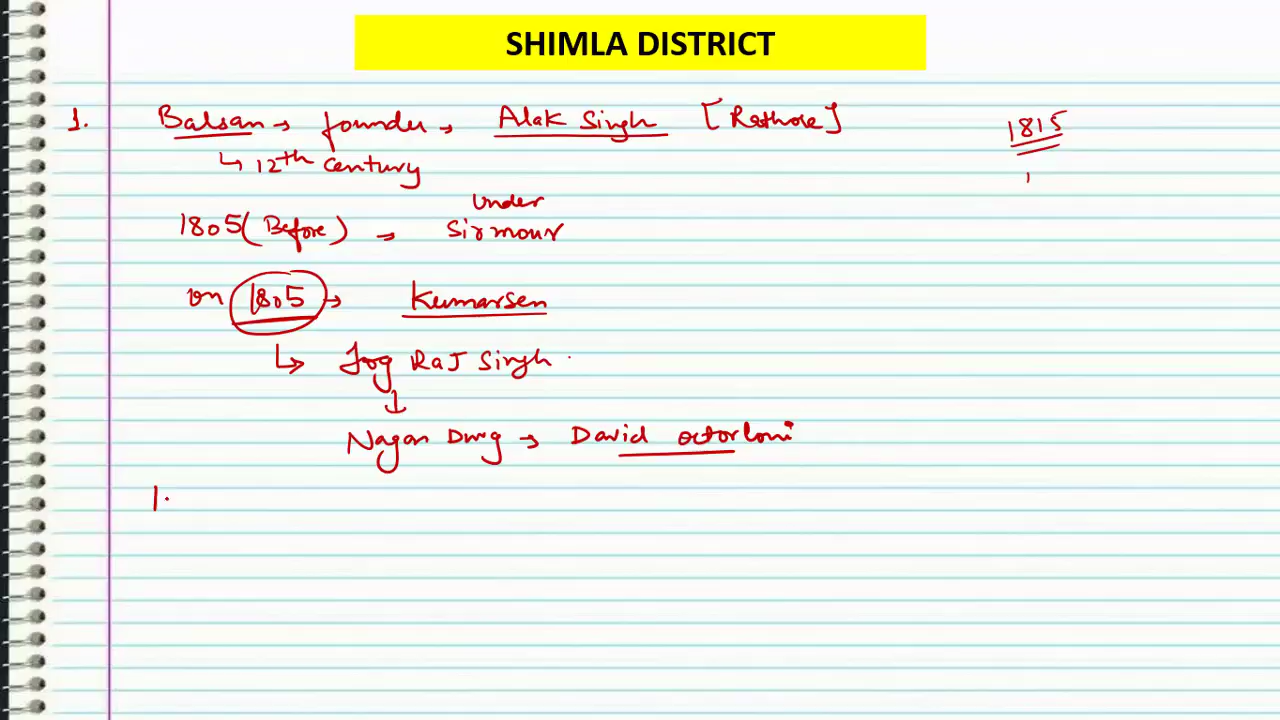 SHIMLA DISTRICT
1. Balsan → founder → Alak Singh [Rathore]
1815
↳ 12th century
1805 (Before) → under Sirmour
on 1805 → Kumarsen
↳ Jog Raj Singh
↓
Nagan Durg → David octorloni
1.